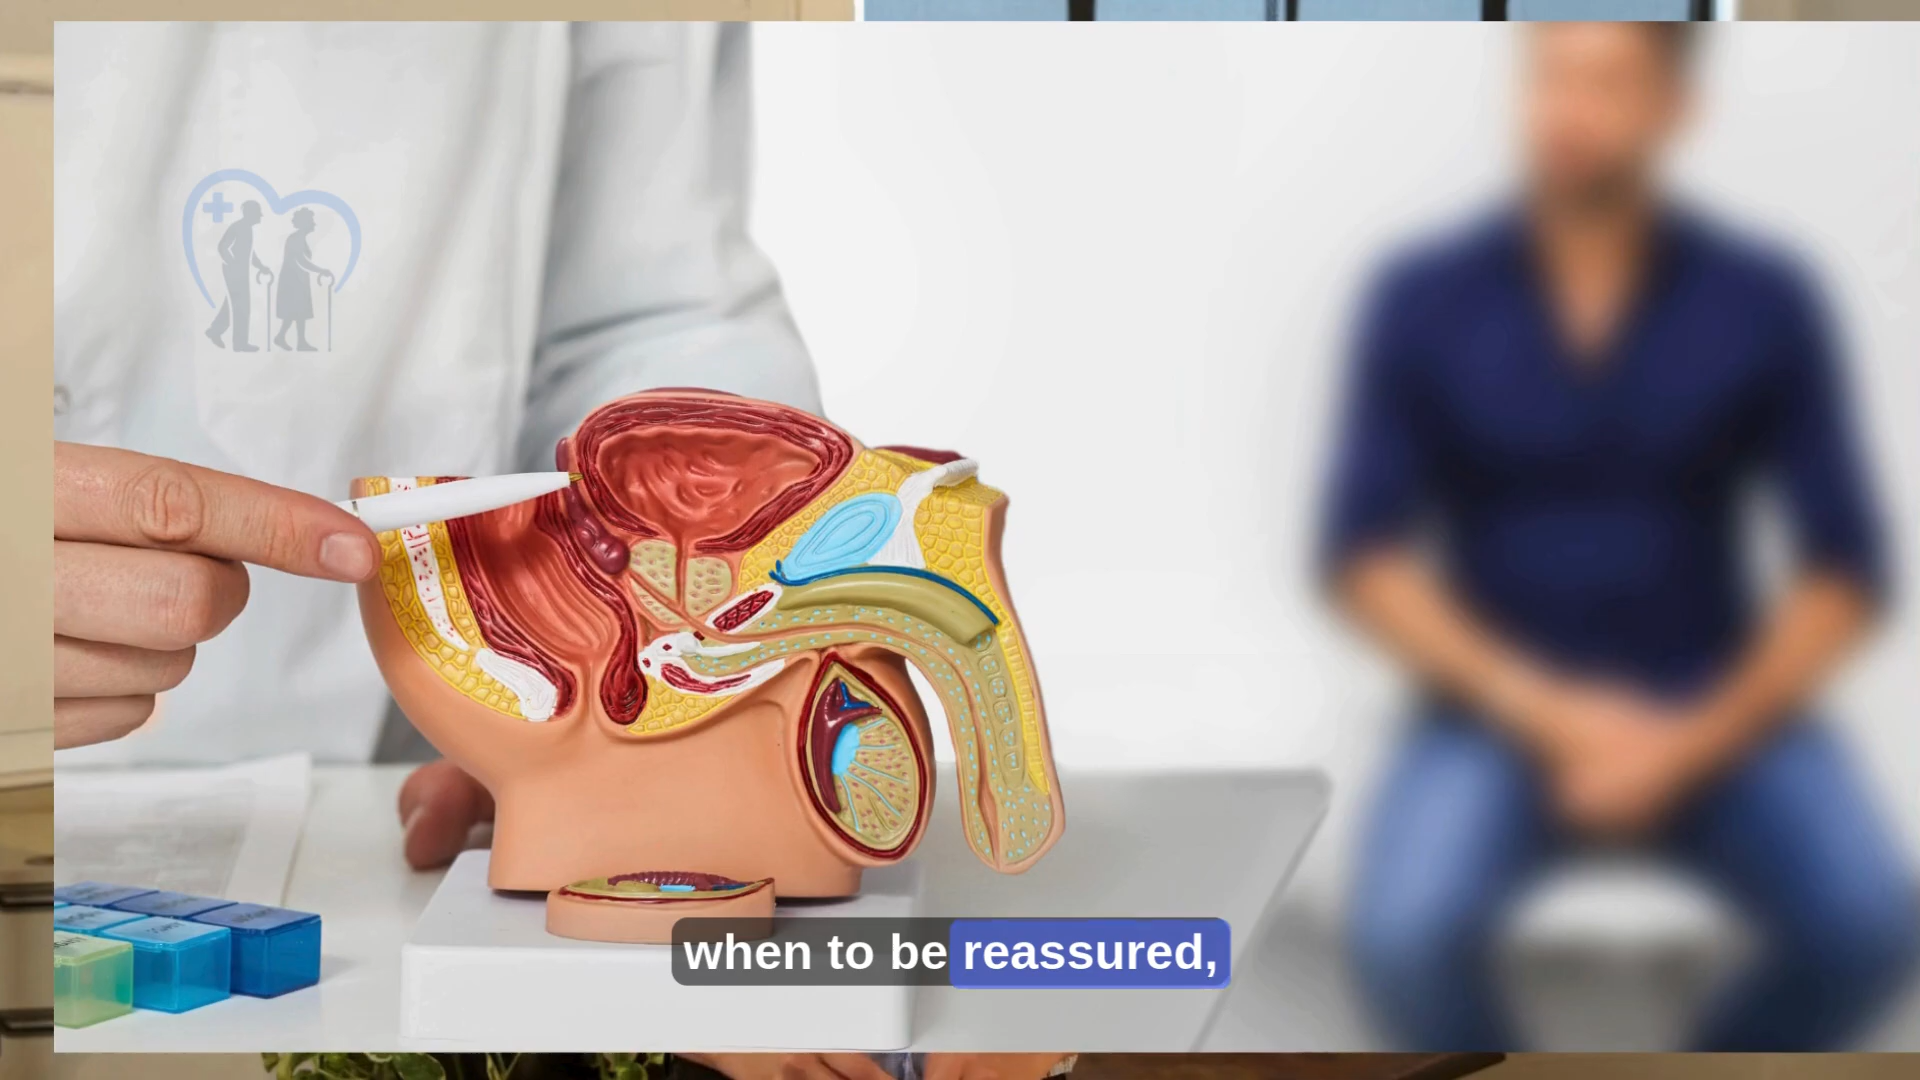 when to be reassured,